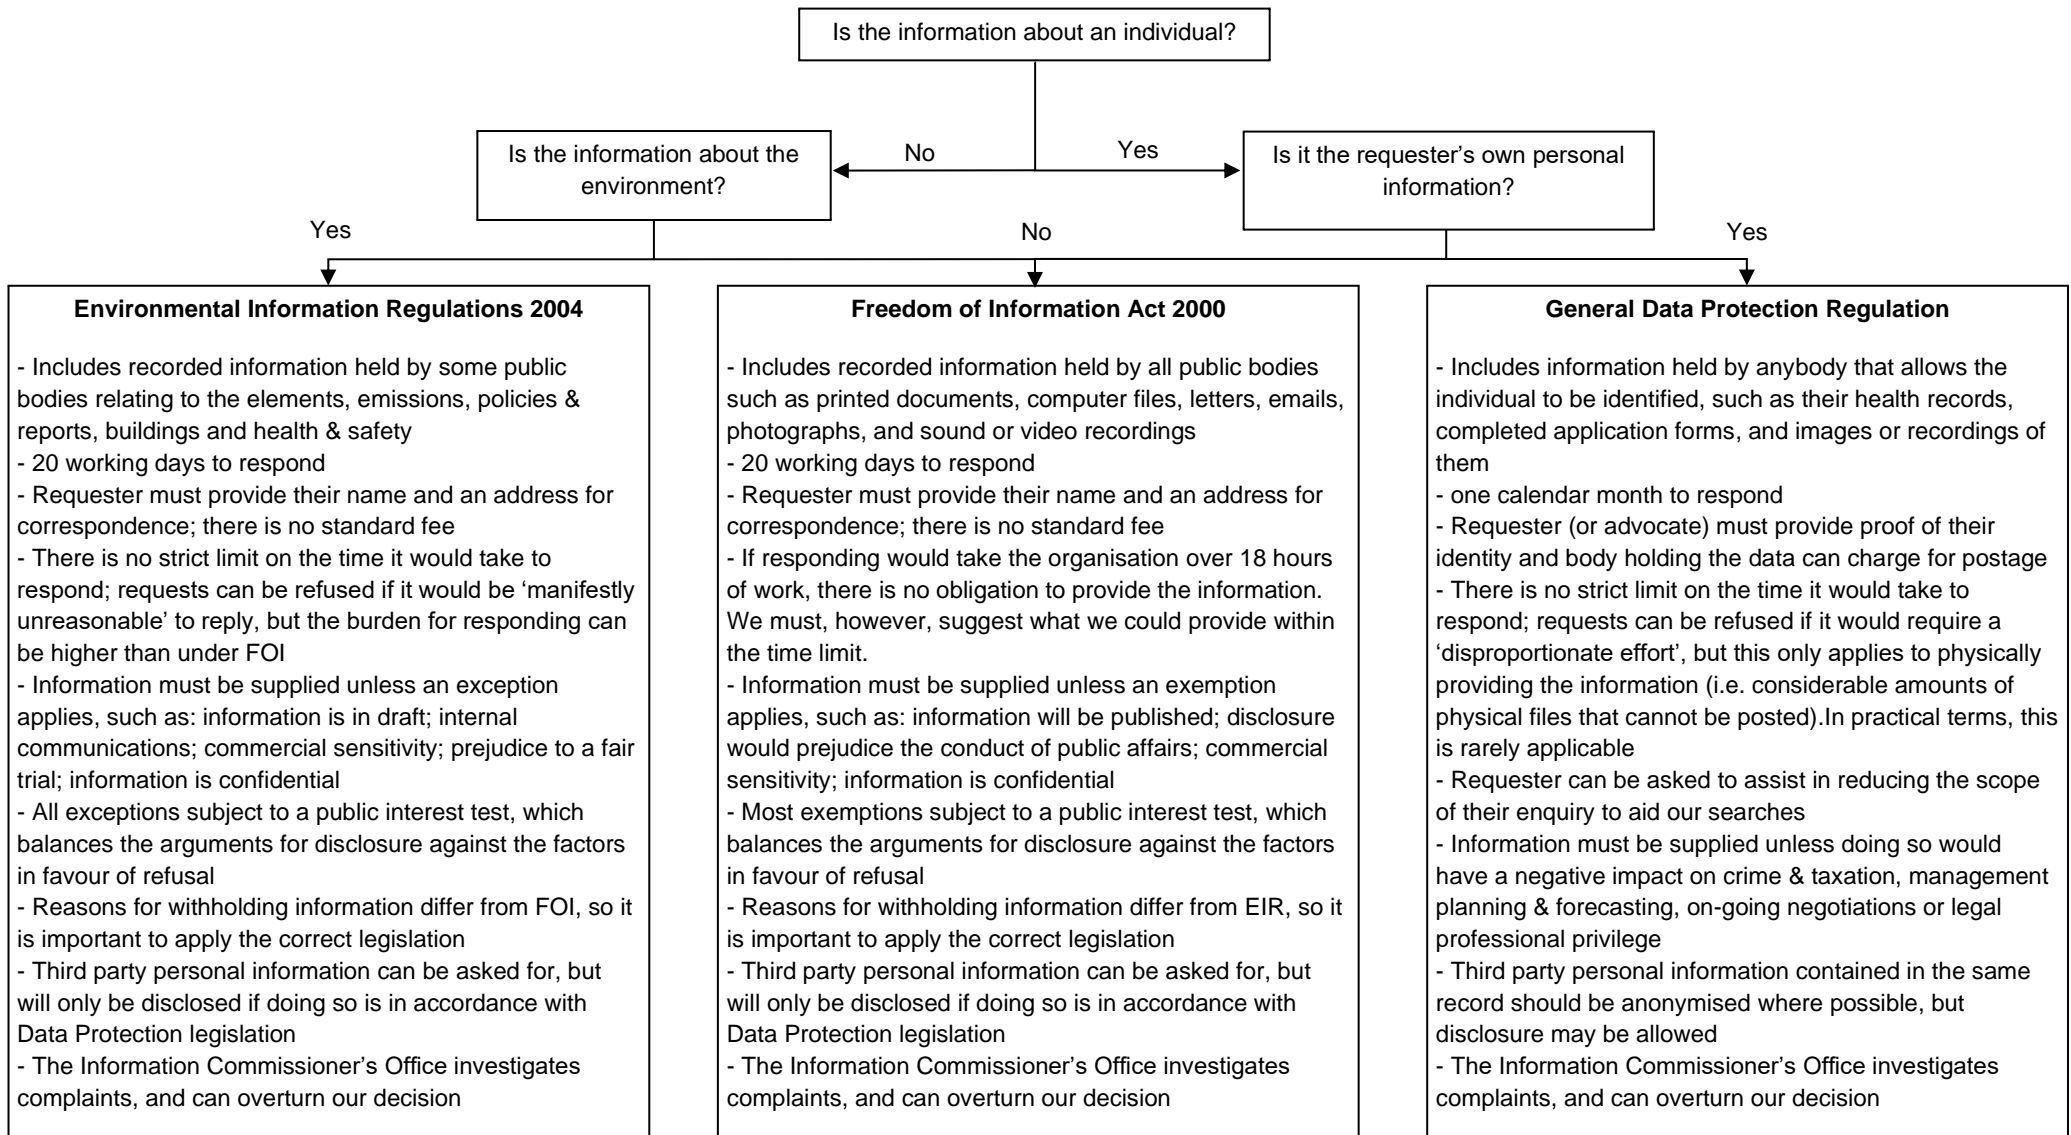 Is the information about an individual?
Is the information about the
environment?
No
Yes
Is it the requester's own personal
information?
Yes
No
Yes
Environmental Information Regulations 2004
- Includes recorded information held by some public
bodies relating to the elements, emissions, policies &
reports, buildings and health & safety
- 20 working days to respond
- Requester must provide their name and an address for
correspondence; there is no standard fee
- There is no strict limit on the time it would take to
respond; requests can be refused if it would be ‘manifestly
unreasonable’ to reply, but the burden for responding can
be higher than under FOI
- Information must be supplied unless an exception
applies, such as: information is in draft; internal
communications; commercial sensitivity; prejudice to a fair
trial; information is confidential
- All exceptions subject to a public interest test, which
balances the arguments for disclosure against the factors
in favour of refusal
- Reasons for withholding information differ from FOI, so it
is important to apply the correct legislation
- Third party personal information can be asked for, but
will only be disclosed if doing so is in accordance with
Data Protection legislation
- The Information Commissioner’s Office investigates
complaints, and can overturn our decision
Freedom of Information Act 2000
- Includes recorded information held by all public bodies
such as printed documents, computer files, letters, emails,
photographs, and sound or video recordings
- 20 working days to respond
- Requester must provide their name and an address for
correspondence; there is no standard fee
- If responding would take the organisation over 18 hours
of work, there is no obligation to provide the information.
We must, however, suggest what we could provide within
the time limit.
- Information must be supplied unless an exemption
applies, such as: information will be published; disclosure
would prejudice the conduct of public affairs; commercial
sensitivity; information is confidential
- Most exemptions subject to a public interest test, which
balances the arguments for disclosure against the factors
in favour of refusal
- Reasons for withholding information differ from EIR, so it
is important to apply the correct legislation
- Third party personal information can be asked for, but
will only be disclosed if doing so is in accordance with
Data Protection legislation
- The Information Commissioner’s Office investigates
complaints, and can overturn our decision
General Data Protection Regulation
- Includes information held by anybody that allows the
individual to be identified, such as their health records,
completed application forms, and images or recordings of
them
- one calendar month to respond
- Requester (or advocate) must provide proof of their
identity and body holding the data can charge for postage
- There is no strict limit on the time it would take to
respond; requests can be refused if it would require a
‘disproportionate effort’, but this only applies to physically
providing the information (i.e. considerable amounts of
physical files that cannot be posted).In practical terms, this
is rarely applicable
- Requester can be asked to assist in reducing the scope
of their enquiry to aid our searches
- Information must be supplied unless doing so would
have a negative impact on crime & taxation, management
planning & forecasting, on-going negotiations or legal
professional privilege
- Third party personal information contained in the same
record should be anonymised where possible, but
disclosure may be allowed
- The Information Commissioner’s Office investigates
complaints, and can overturn our decision